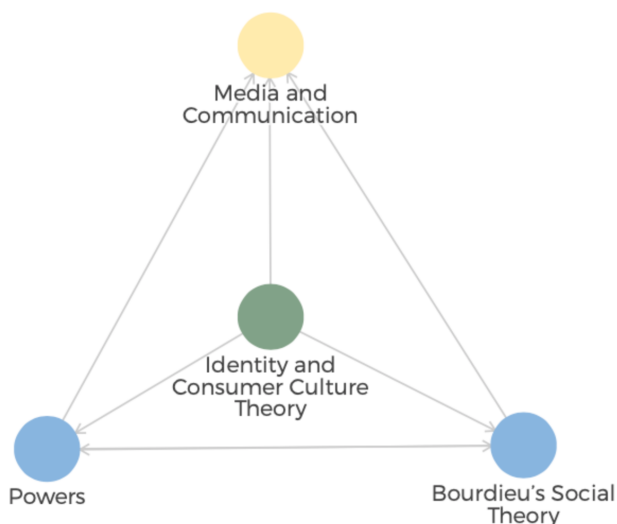 Media and
Communication
Identity and
Consumer Culture
Theory
Powers
Bourdieu's Social
Theory